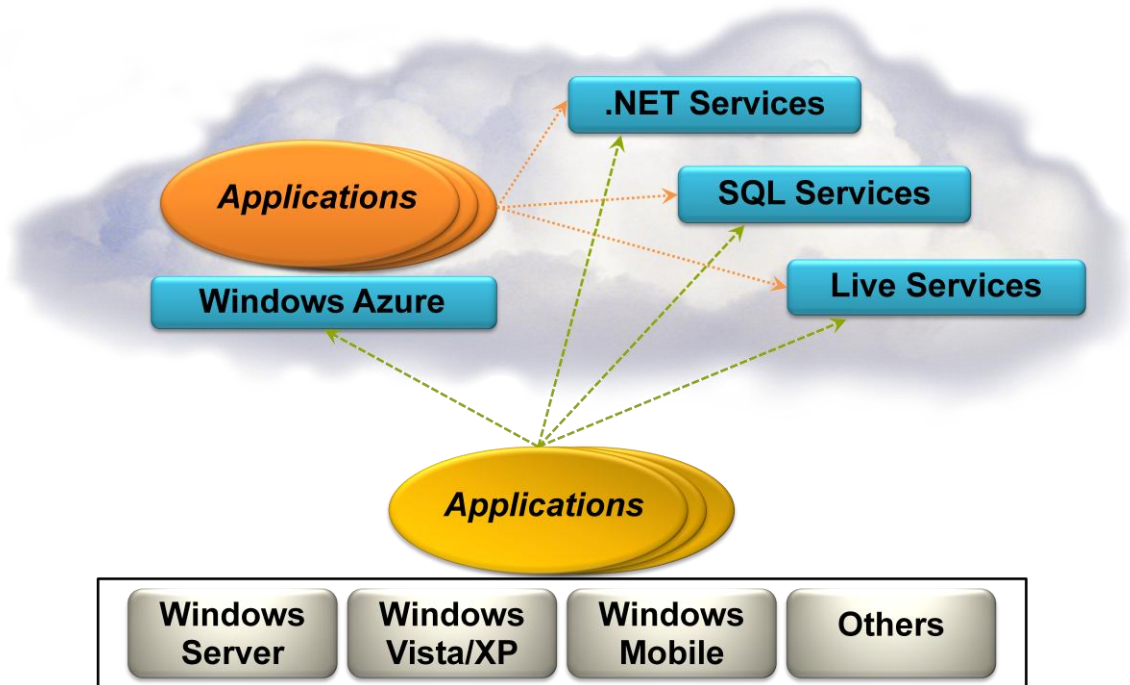 .NET Services
Applications
SQL Services
Live Services
Windows Azure
Applications
Windows
Server
Windows
Vista/XP
Windows
Mobile
Others